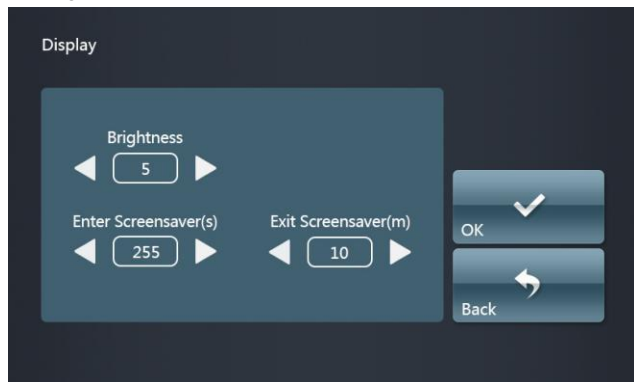 Display
Brightness
5
Enter Screensaver(s) Exit Screensaver(m)
255 10
OK
Back